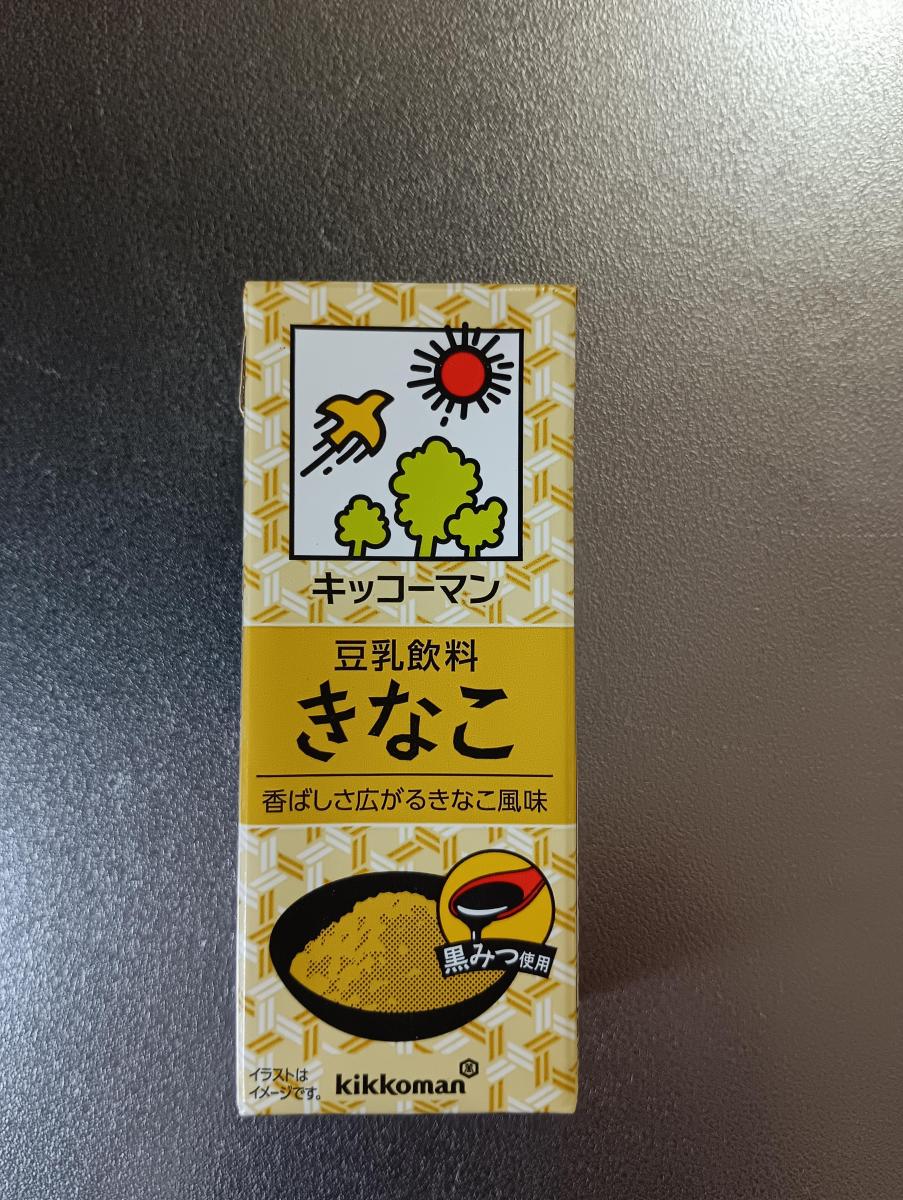 キッコーマン
豆乳飲料
きなこ
香ばしさ広がるきなこ風味
黒みつ使用
イラストは
イメージです。
kikkoman